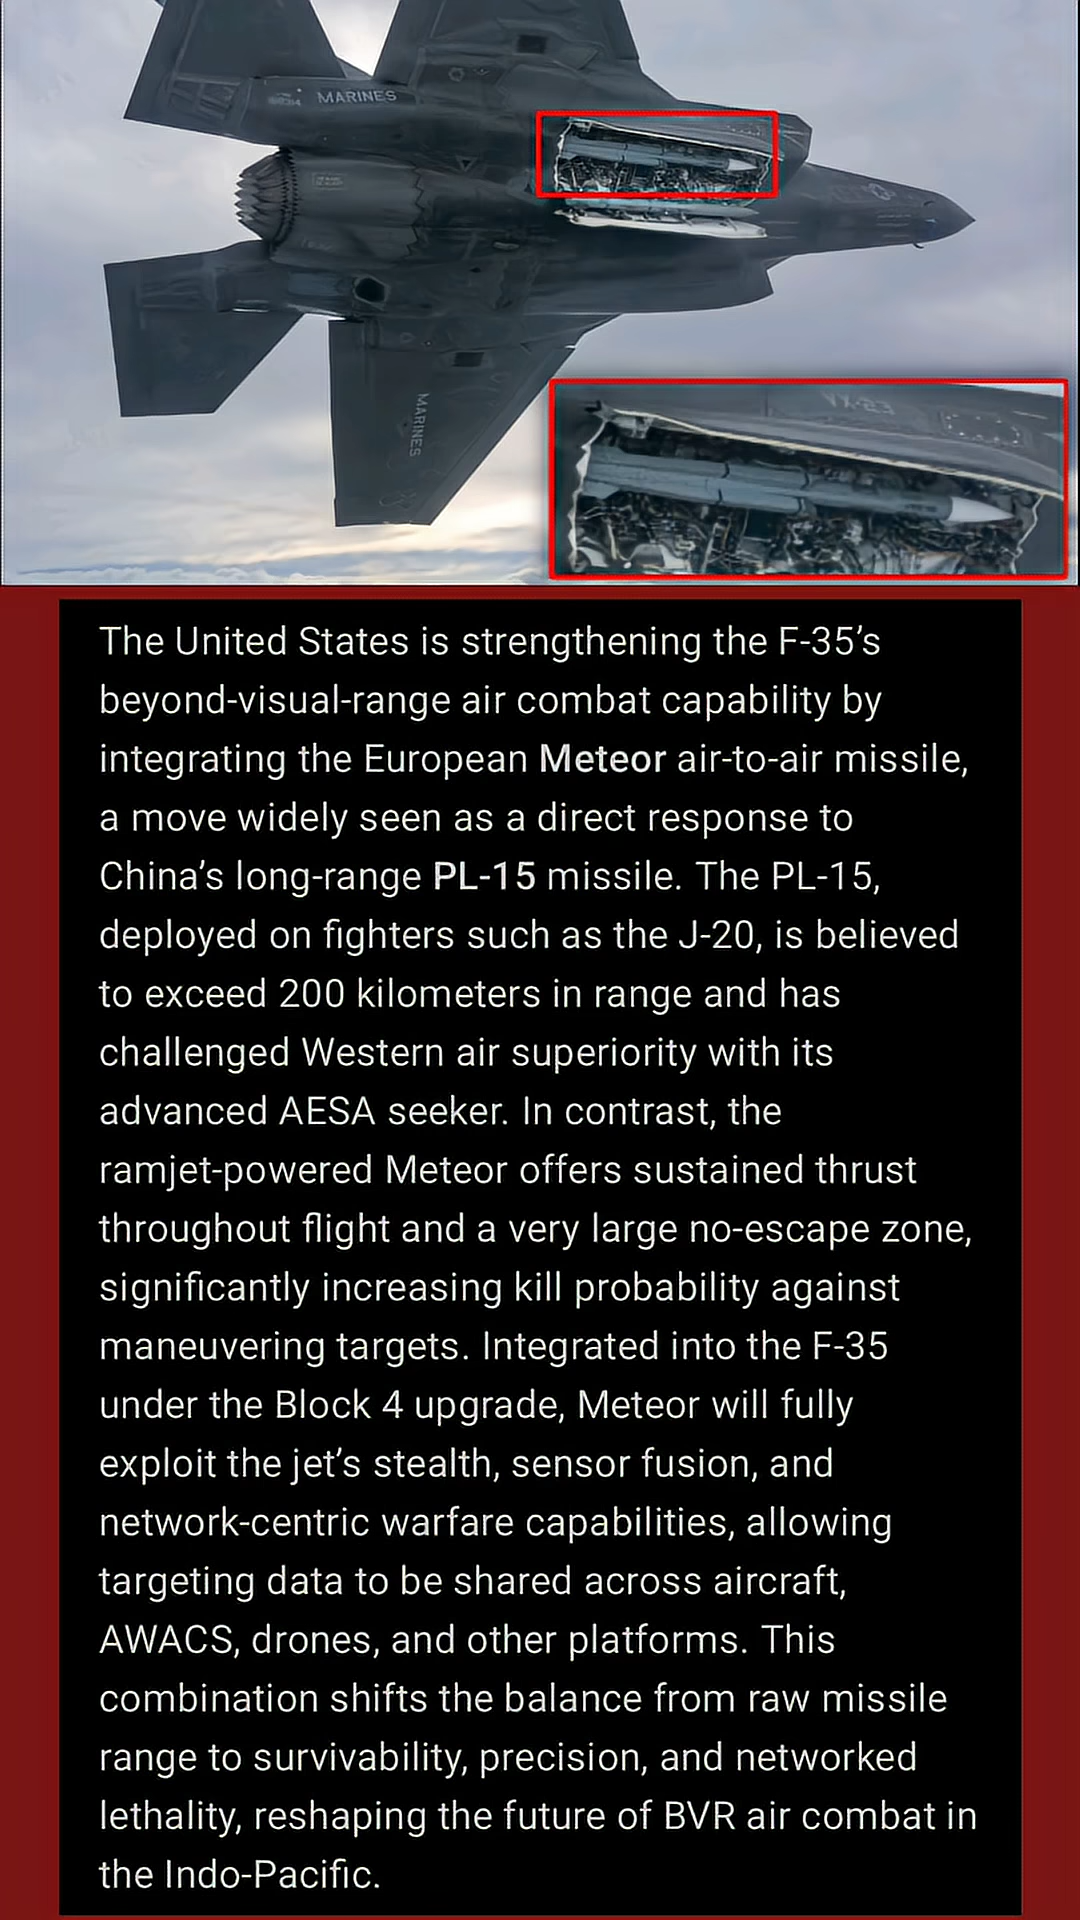 MARINES
MARINES
VX-23
The United States is strengthening the F-35’s
beyond-visual-range air combat capability by
integrating the European Meteor air-to-air missile,
a move widely seen as a direct response to
China’s long-range PL-15 missile. The PL-15,
deployed on fighters such as the J-20, is believed
to exceed 200 kilometers in range and has
challenged Western air superiority with its
advanced AESA seeker. In contrast, the
ramjet-powered Meteor offers sustained thrust
throughout flight and a very large no-escape zone,
significantly increasing kill probability against
maneuvering targets. Integrated into the F-35
under the Block 4 upgrade, Meteor will fully
exploit the jet’s stealth, sensor fusion, and
network-centric warfare capabilities, allowing
targeting data to be shared across aircraft,
AWACS, drones, and other platforms. This
combination shifts the balance from raw missile
range to survivability, precision, and networked
lethality, reshaping the future of BVR air combat in
the Indo-Pacific.